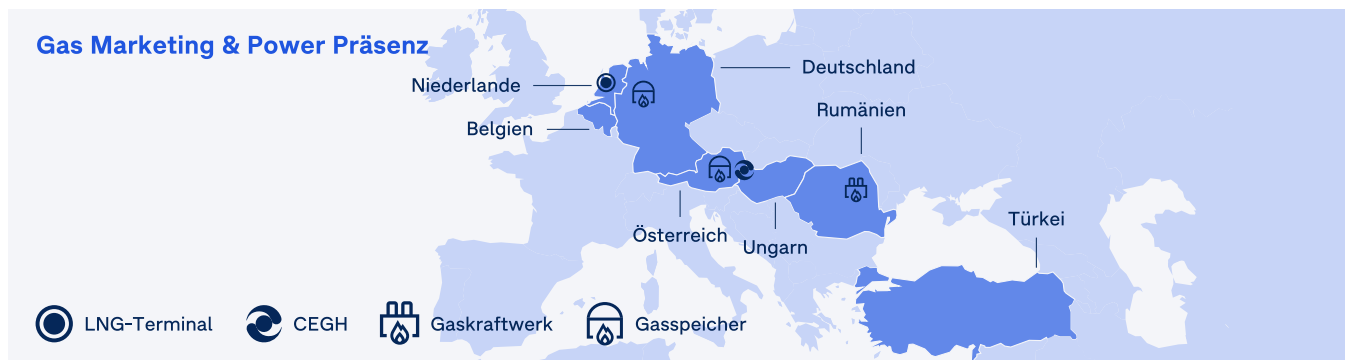 Gas Marketing & Power Präsenz
Niederlande
Deutschland
Belgien
Rumänien
Österreich
Ungarn
Türkei
LNG-Terminal
CEGH
Gaskraftwerk
Gasspeicher